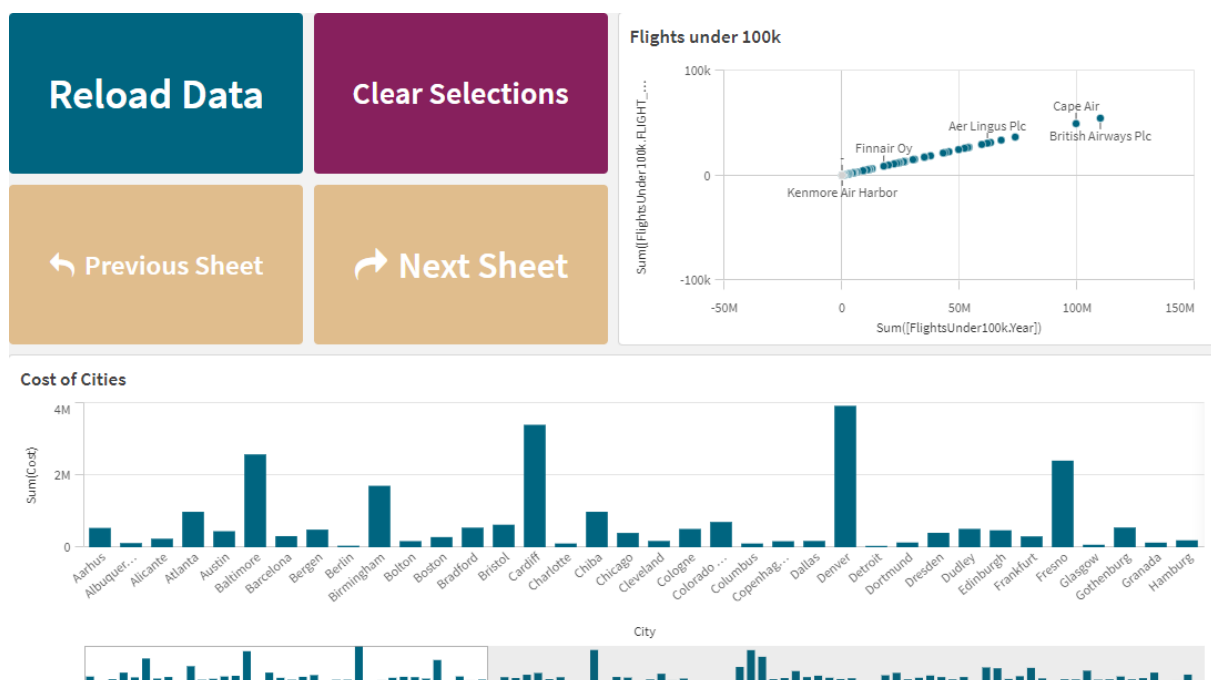 Reload Data
Clear Selections
Previous Sheet
Next Sheet
Flights under 100k
Sum([FlightsUnder100k.FLIGHT_...
100k
0
-100k
Cape Air
British Airways Plc
Aer Lingus Plc
Finnair Oy
Kenmore Air Harbor
-50M
0
50M
100M
150M
Sum([FlightsUnder100k.Year])
Cost of Cities
Sum(Cost)
4M
2M
0
Aarhus
Albuquer...
Alicante
Atlanta
Austin
Baltimore
Barcelona
Bergen
Berlin
Birmingham
Bolton
Boston
Bradford
Bristol
Cardiff
Charlotte
Chiba
Chicago
Cleveland
Cologne
Colorado ...
Columbus
Copenhag...
Dallas
Denver
Detroit
Dortmund
Dresden
Dudley
Edinburgh
Frankfurt
Fresno
Glasgow
Gothenburg
Granada
Hamburg
City